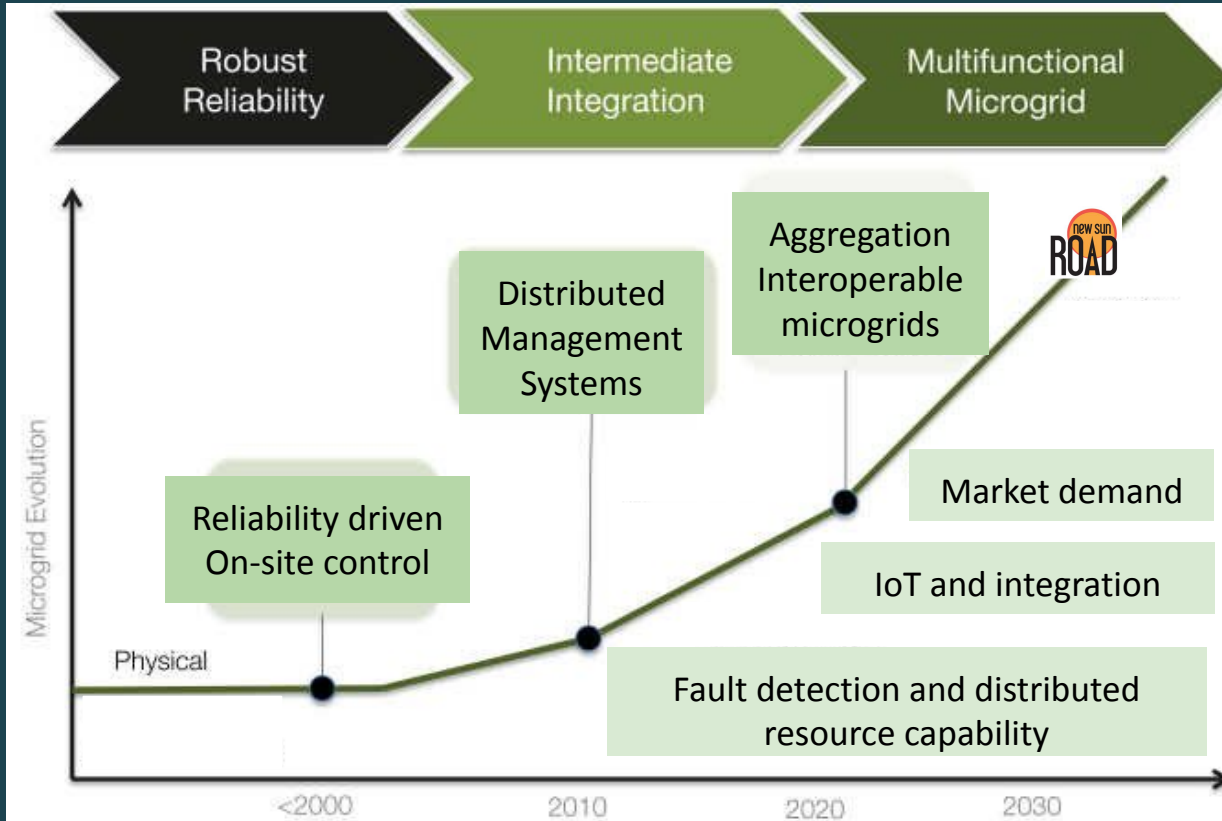 Robust
Reliability
Intermediate
Integration
Multifunctional
Microgrid
Aggregation
Interoperable
microgrids
new sun
ROAD
Distributed
Management
Systems
Reliability driven
On-site control
Market demand
IoT and integration
Fault detection and distributed
resource capability
Microgrid Evolution
Physical
<2000
2010
2020
2030